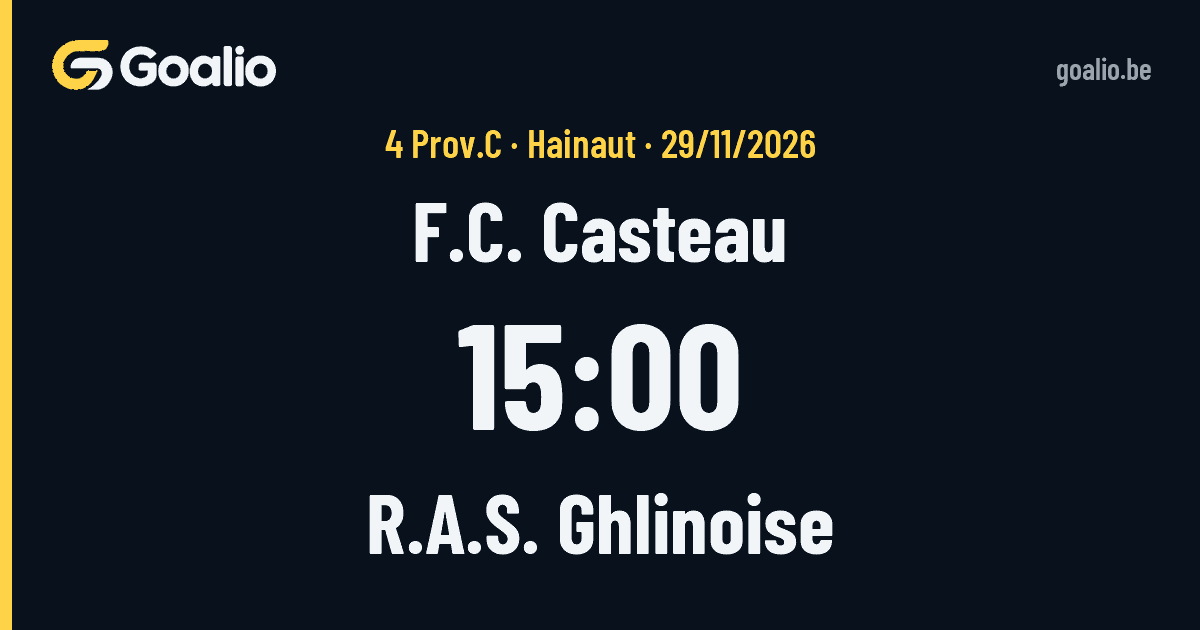 Goalio
goalio.be
4 Prov.C · Hainaut · 29/11/2026
F.C. Casteau
15:00
R.A.S. Ghlinoise